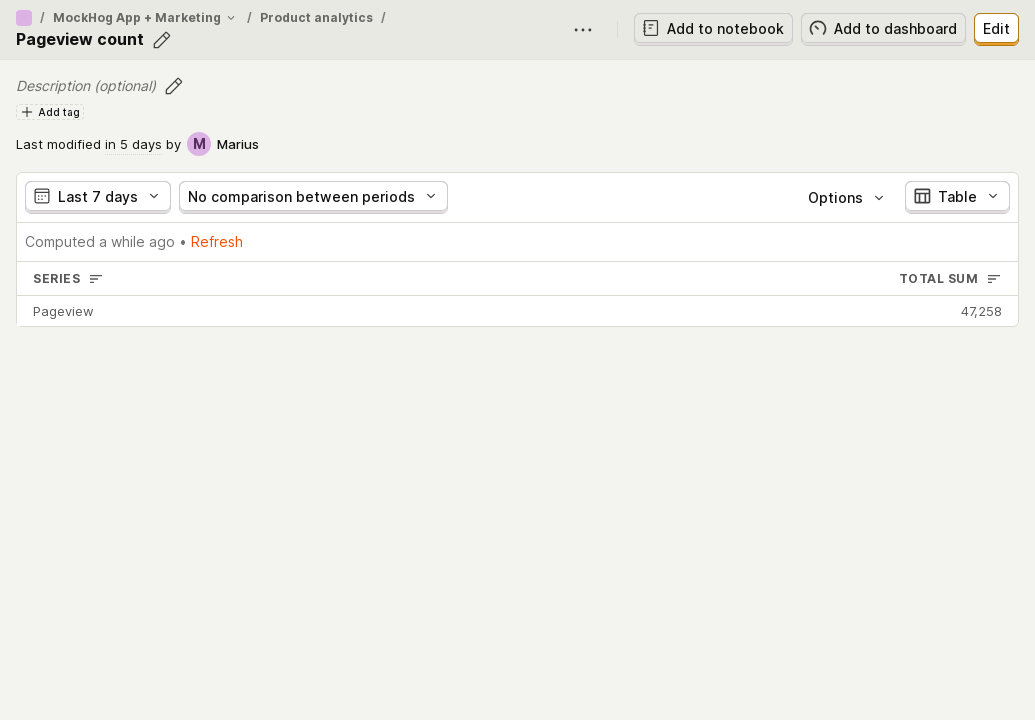 / MockHog App + Marketing / Product analytics /
Pageview count
Add to notebook
Add to dashboard
Edit
Description (optional)
Add tag
Last modified in 5 days by M Marius
Last 7 days
No comparison between periods
Options
Table
Computed a while ago • Refresh
SERIES
TOTAL SUM
Pageview
47,258